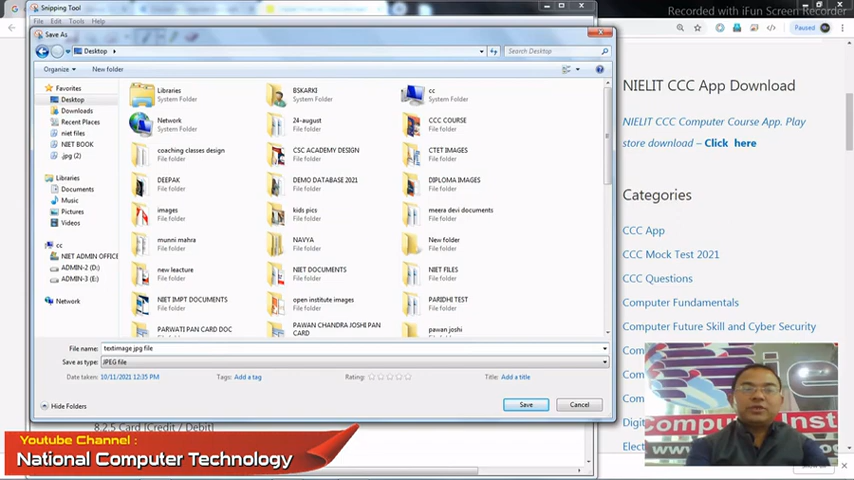 Snipping Tool
Recorded with iFun Screen Recorder
File Edit Tools Help
Save As
Paused
Desktop
Search Desktop
Organize
New folder
Favorites
Desktop
Downloads
Recent Places
niet files
NIET BOOK
.jpg (2)
Libraries
Documents
Music
Pictures
Videos
cc
NIET ADMIN OFFICE
ADMIN-2 (D:)
ADMIN-3 (E:)
Network
Libraries
System Folder
BSKARKI
System Folder
cc
System Folder
Network
System Folder
24-august
File folder
CCC COURSE
File folder
coaching classes design
File folder
CSC ACADEMY DESIGN
File folder
CTET IMAGES
File folder
DEEPAK
File folder
DEMO DATABASE 2021
File folder
DIPLOMA IMAGES
File folder
images
File folder
kids pics
File folder
meera devi documents
File folder
munni mahra
File folder
NAVYA
File folder
New folder
File folder
new leacture
File folder
NIET DOCUMENTS
File folder
NIET FILES
File folder
NIET IMPT DOCUMENTS
File folder
open institute images
File folder
PARIDHI TEST
File folder
PARWATI PAN CARD DOC
File folder
PAWAN CHANDRA JOSHI PAN
CARD
pawan joshi
File folder
File name: textimage jpg file
Save as type: JPEG file
Date taken: 10/11/2021 12:35 PM
Tags: Add a tag
Rating:
Title: Add a title
Hide Folders
Save
Cancel
8.2.5 Card [Credit / Debit]
NIELIT CCC App Download
NIELIT CCC Computer Course App. Play
store download – Click here
Categories
CCC App
CCC Mock Test 2021
CCC Questions
Computer Fundamentals
Computer Future Skill and Cyber Security
Youtube Channel :
National Computer Technology